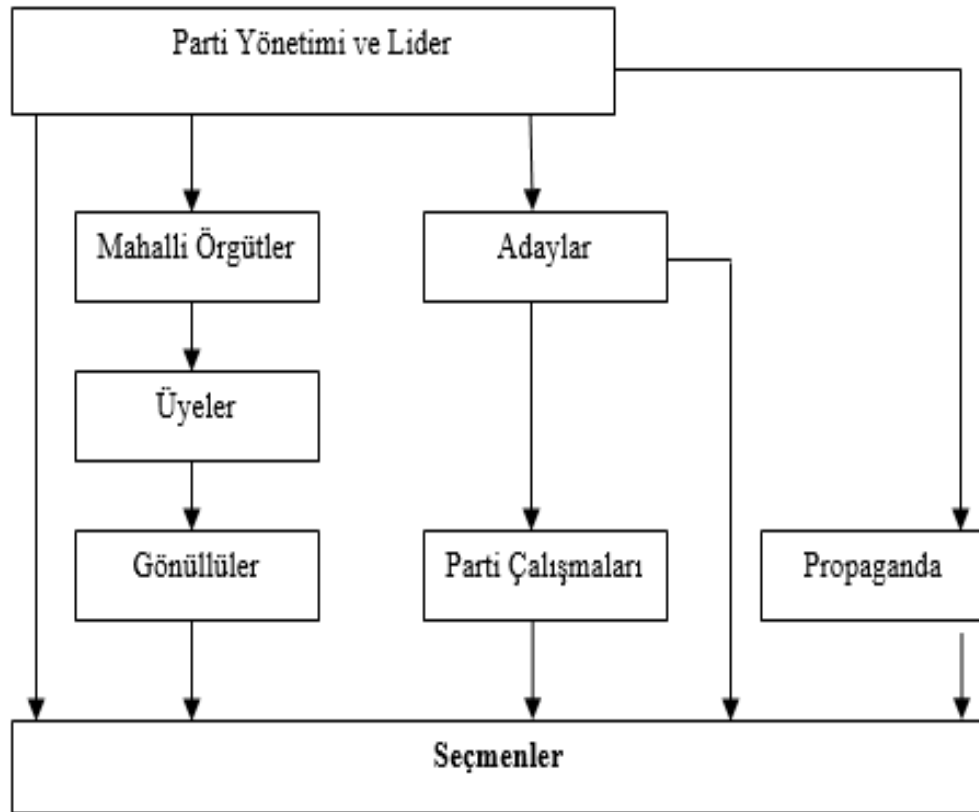 Parti Yönetimi ve Lider
Mahalli Örgütler
Adaylar
Üyeler
Gönüllüler
Parti Çalışmaları
Propaganda
Seçmenler